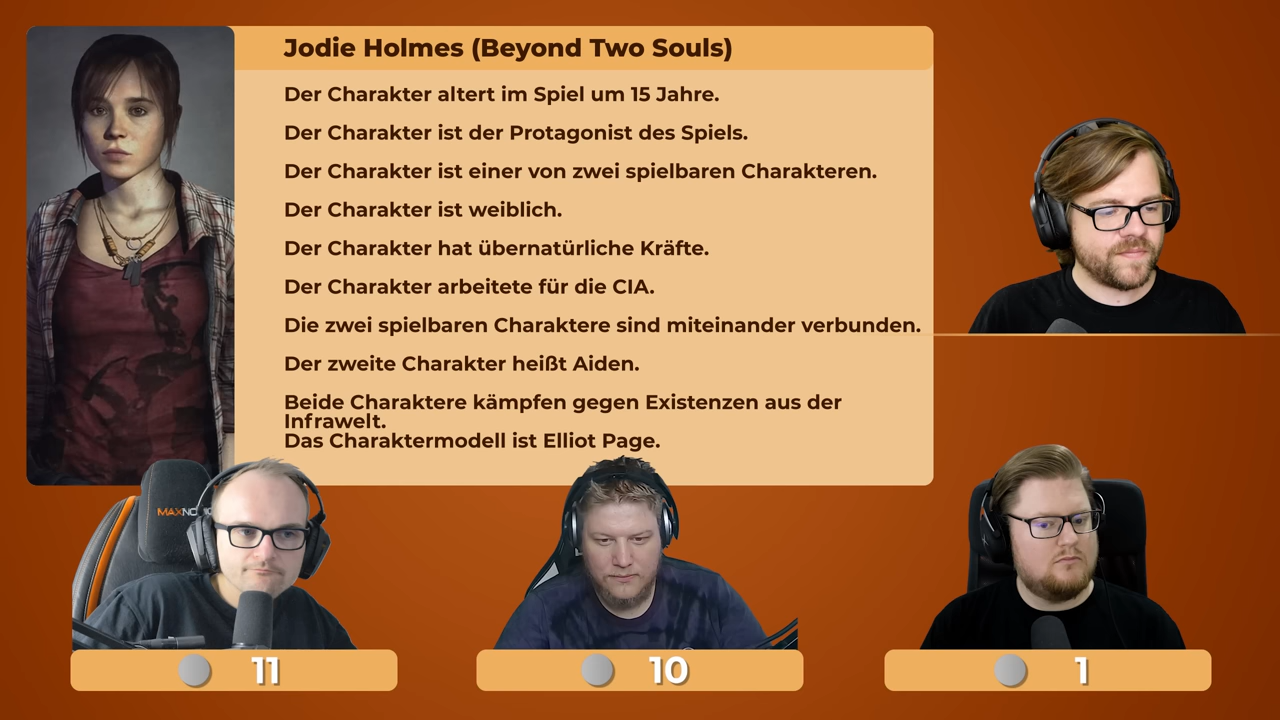 Jodie Holmes (Beyond Two Souls)
Der Charakter altert im Spiel um 15 Jahre.
Der Charakter ist der Protagonist des Spiels.
Der Charakter ist einer von zwei spielbaren Charakteren.
Der Charakter ist weiblich.
Der Charakter hat übernatürliche Kräfte.
Der Charakter arbeitete für die CIA.
Die zwei spielbaren Charaktere sind miteinander verbunden.
Der zweite Charakter heißt Aiden.
Beide Charaktere kämpfen gegen Existenzen aus der
Infrawelt.
Das Charaktermodell ist Elliot Page.
11
10
1